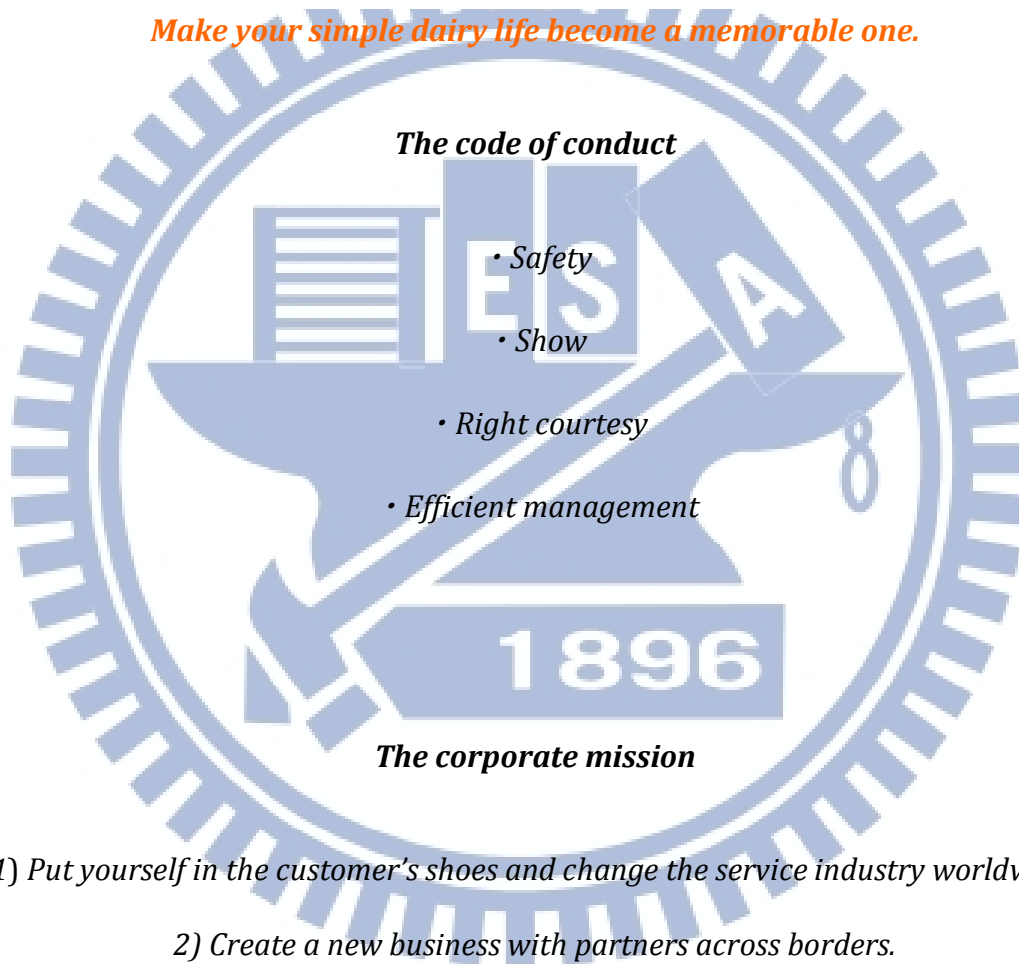 Make your simple dairy life become a memorable one.
The code of conduct
・Safety
E S A
・Show
・Right courtesy
・Efficient management
1896
The corporate mission
1) Put yourself in the customer's shoes and change the service industry
2) Create a new business with partners across borders.